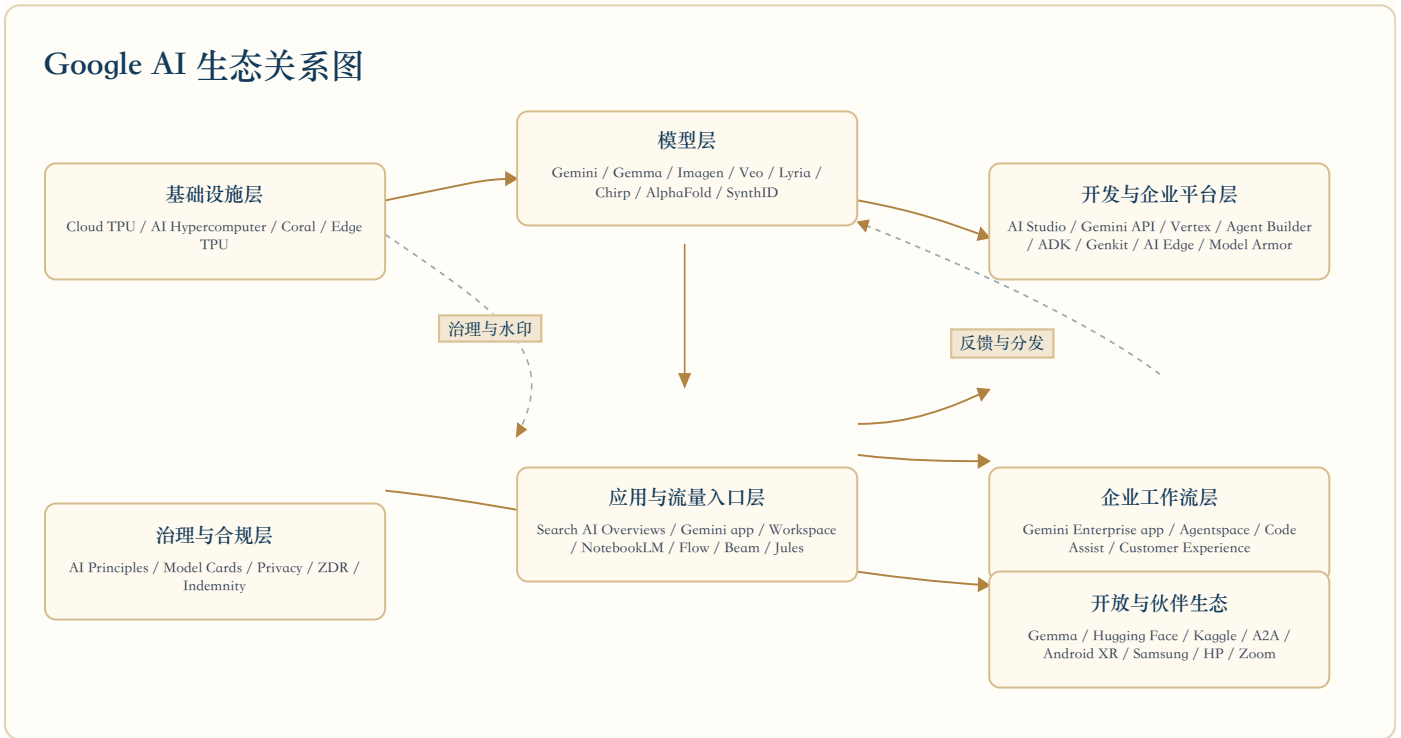 Google AI 生态关系图
模型层
Gemini / Gemma / Imagen / Veo / Lyria /
Chirp / AlphaFold / SynthID
基础设施层
Cloud TPU / AI Hypercomputer / Coral / Edge
TPU
开发与企业平台层
AI Studio / Gemini API / Vertex / Agent Builder
/ ADK / Genkit / AI Edge / Model Armor
治理与水印
反馈与分发
应用与流量入口层
Search AI Overviews / Gemini app / Workspace
/ NotebookLM / Flow / Beam / Jules
企业工作流层
Gemini Enterprise app / Agentspace / Code
Assist / Customer Experience
治理与合规层
AI Principles / Model Cards / Privacy / ZDR /
Indemnity
开放与伙伴生态
Gemma / Hugging Face / Kaggle / A2A /
Android XR / Samsung / HP / Zoom